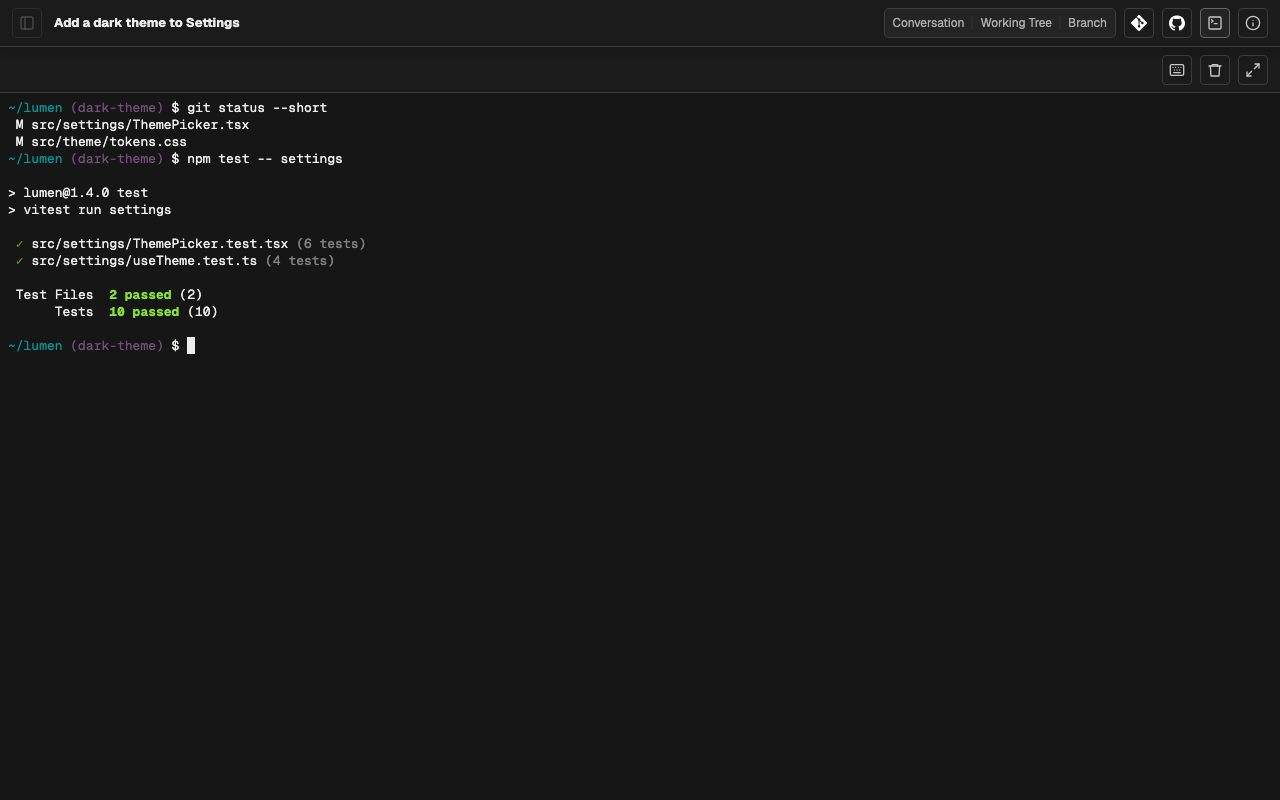 Add a dark theme to Settings
Conversation Working Tree Branch
~/lumen (dark-theme) $ git status --short
M src/settings/ThemePicker.tsx
M src/theme/tokens.css
~/lumen (dark-theme) $ npm test -- settings
> lumen@1.4.0 test
> vitest run settings
✓ src/settings/ThemePicker.test.tsx (6 tests)
✓ src/settings/useTheme.test.ts (4 tests)
Test Files 2 passed (2)
Tests 10 passed (10)
~/lumen (dark-theme) $